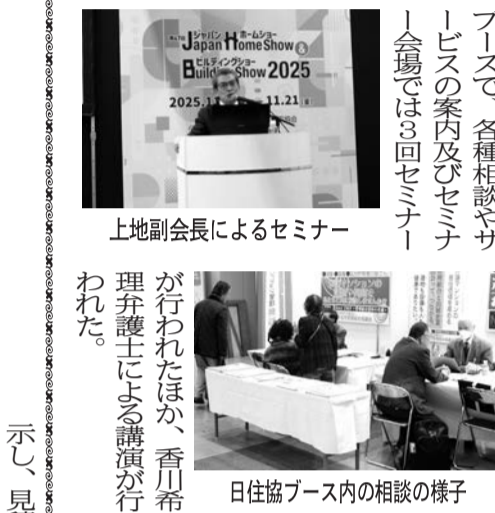 ブースで、各種相談やサ
ービスの案内及びセミナ
ー会場では3回セミナー
ジャパン ホームショー
Japan Home Show &
ビルディングショー
Building Show 2025
11.21
上地副会長によるセミナー
が行われたほか、香川希
理弁護士による講演が行
われた。
日住協ブース内の相談の様子
示し、見